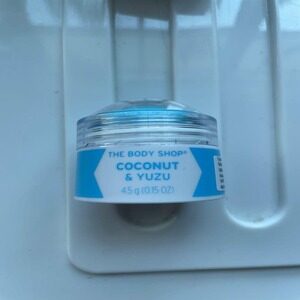 THE BODY SHOP®
COCONUT
& YUZU
4.5 g (0.15 OZ)